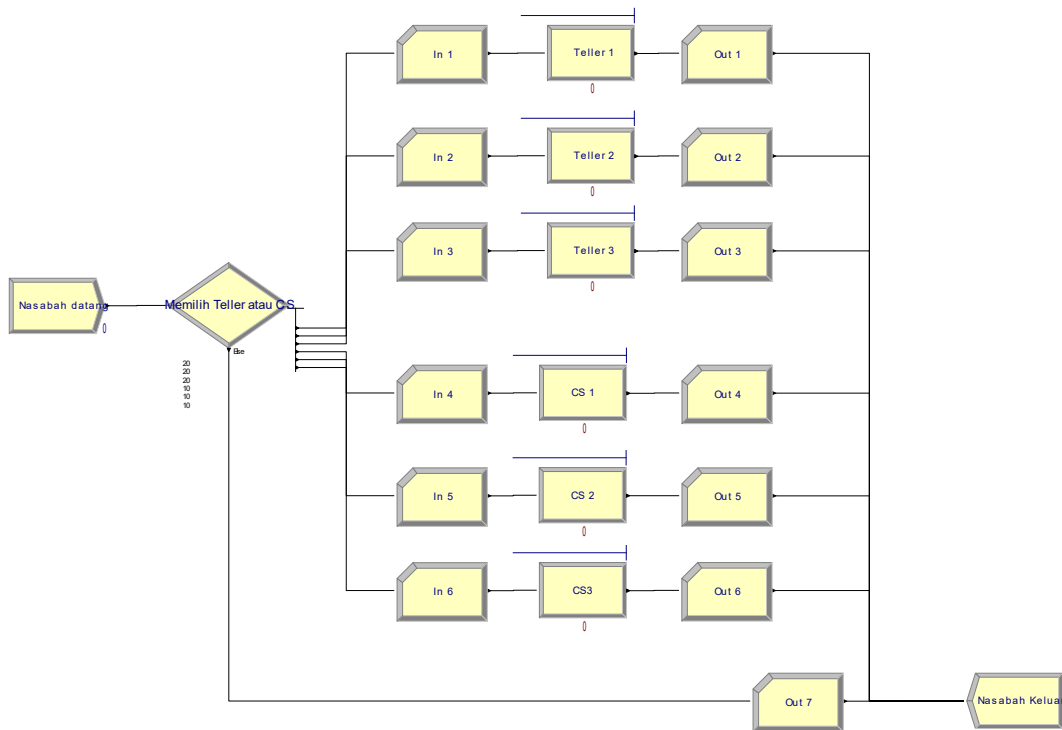 In 1
Teller 1
Out 1
0
In 2
Teller 2
Out 2
0
In 3
Teller 3
Out 3
0
Nasabah datang
0
Memilih Teller atau CS
Else
20
20
20
10
10
10
In 4
CS 1
Out 4
0
In 5
CS 2
Out 5
0
In 6
CS3
Out 6
0
Out 7
Nasabah Kelua